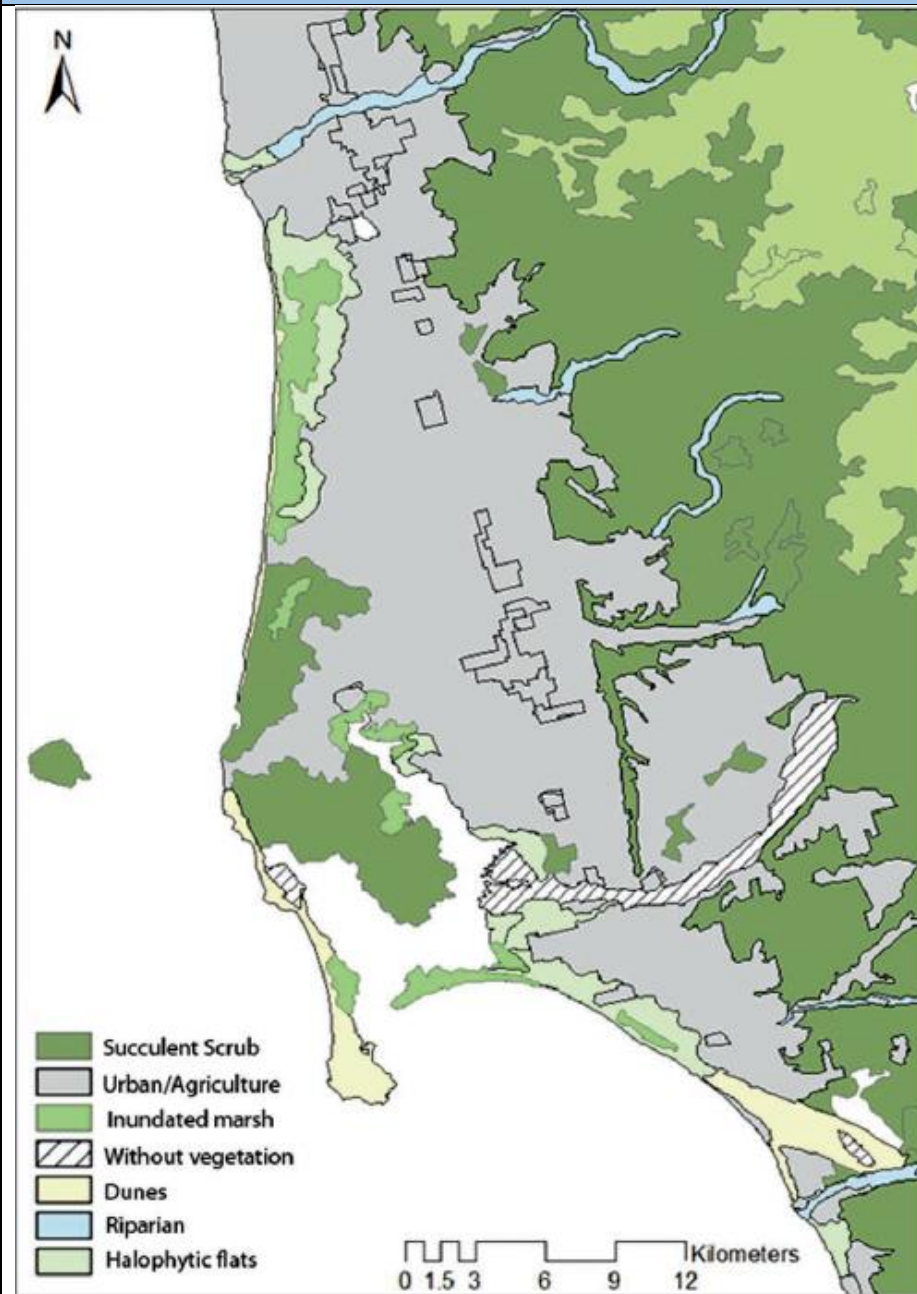 N
Succulent Scrub
Urban/Agriculture
Inundated marsh
Without vegetation
Dunes
Riparian
Halophytic flats
Kilometers
0 1.5 3 6 9 12